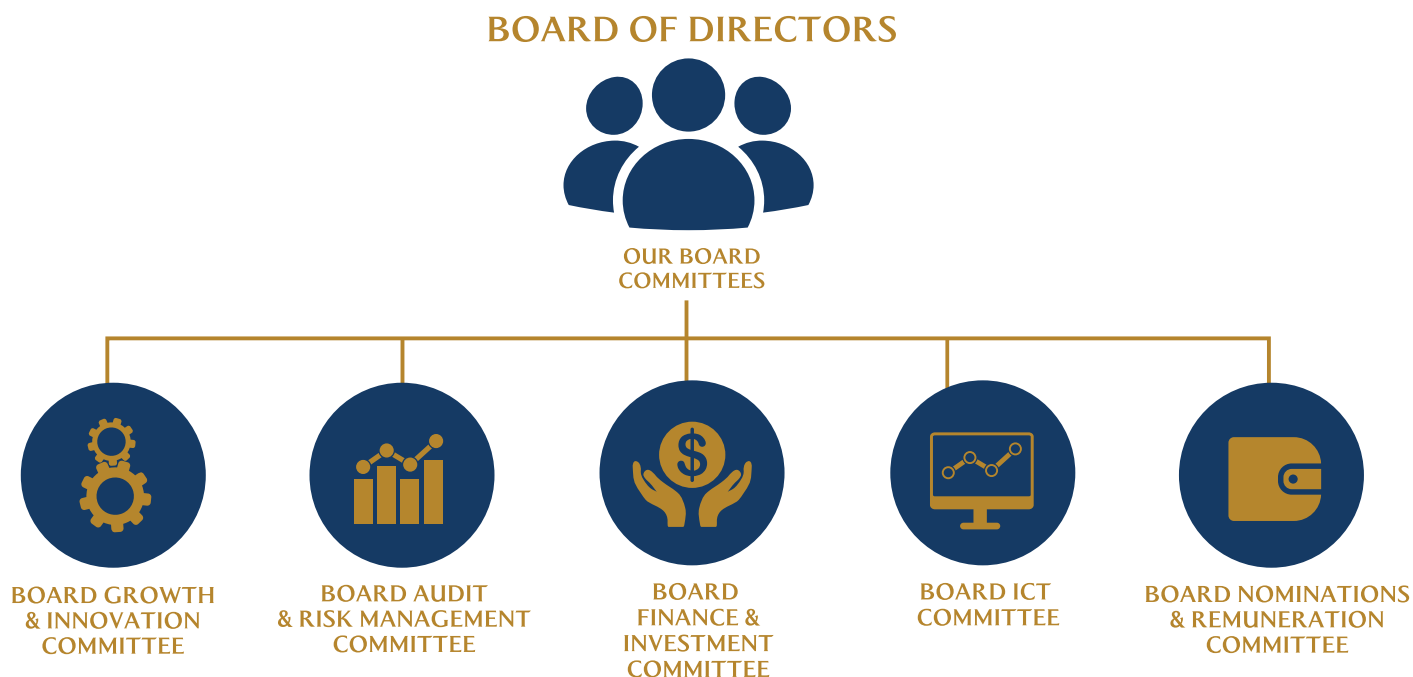 BOARD OF DIRECTORS
OUR BOARD
COMMITTEES
$
BOARD GROWTH
& INNOVATION
COMMITTEE
BOARD AUDIT
& RISK MANAGEMENT
COMMITTEE
BOARD
FINANCE &
INVESTMENT
COMMITTEE
BOARD ICT
COMMITTEE
BOARD NOMINATIONS
& REMUNERATION
COMMITTEE